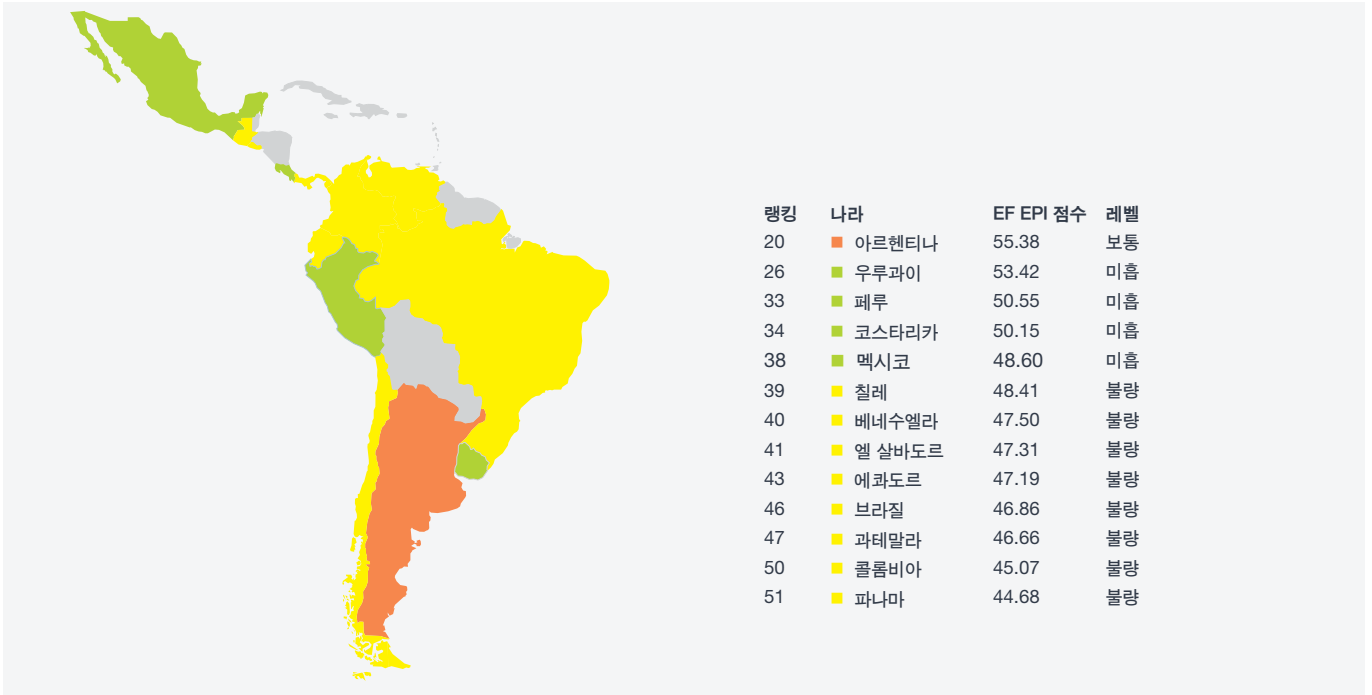 랭킹 나라 EF EPI 점수 레벨
20 아르헨티나 55.38 보통
26 우루과이 53.42 미흡
33 페루 50.55 미흡
34 코스타리카 50.15 미흡
38 멕시코 48.60 미흡
39 칠레 48.41 불량
40 베네수엘라 47.50 불량
41 엘 살바도르 47.31 불량
43 에콰도르 47.19 불량
46 브라질 46.86 불량
47 과테말라 46.66 불량
50 콜롬비아 45.07 불량
51 파나마 44.68 불량